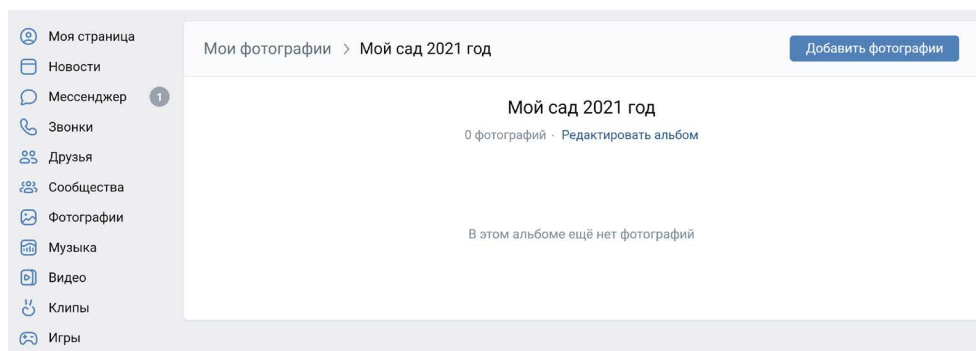 Моя страница
Новости
Мессенджер 1
Звонки
Друзья
Сообщества
Фотографии
Музыка
Видео
Клипы
Игры
Мои фотографии > Мой сад 2021 год
Добавить фотографии
Мой сад 2021 год
0 фотографий · Редактировать альбом
В этом альбоме ещё нет фотографий